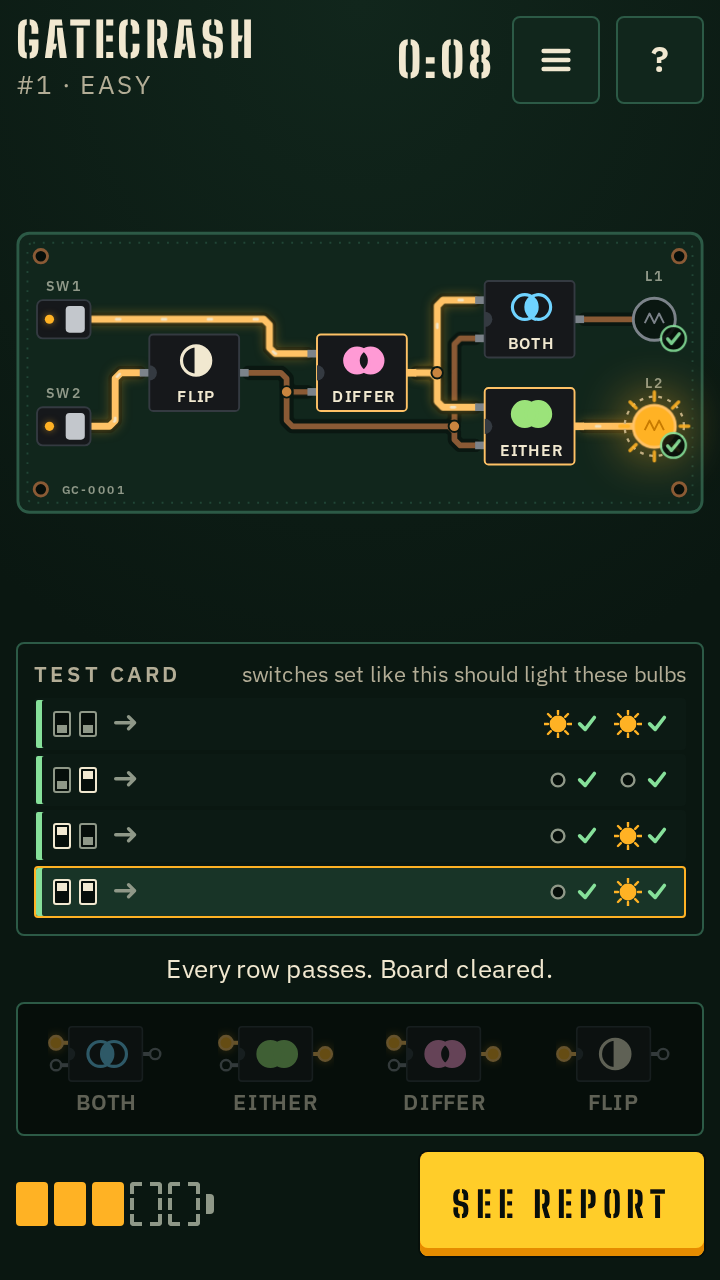 GATECRASH
#1 · EASY
0:08
?
SW1
L1
BOTH
FLIP
DIFFER
SW2
L2
EITHER
GC-0001
TEST CARD
switches set like this should light these bulbs
Every row passes. Board cleared.
BOTH
EITHER
DIFFER
FLIP
SEE REPORT